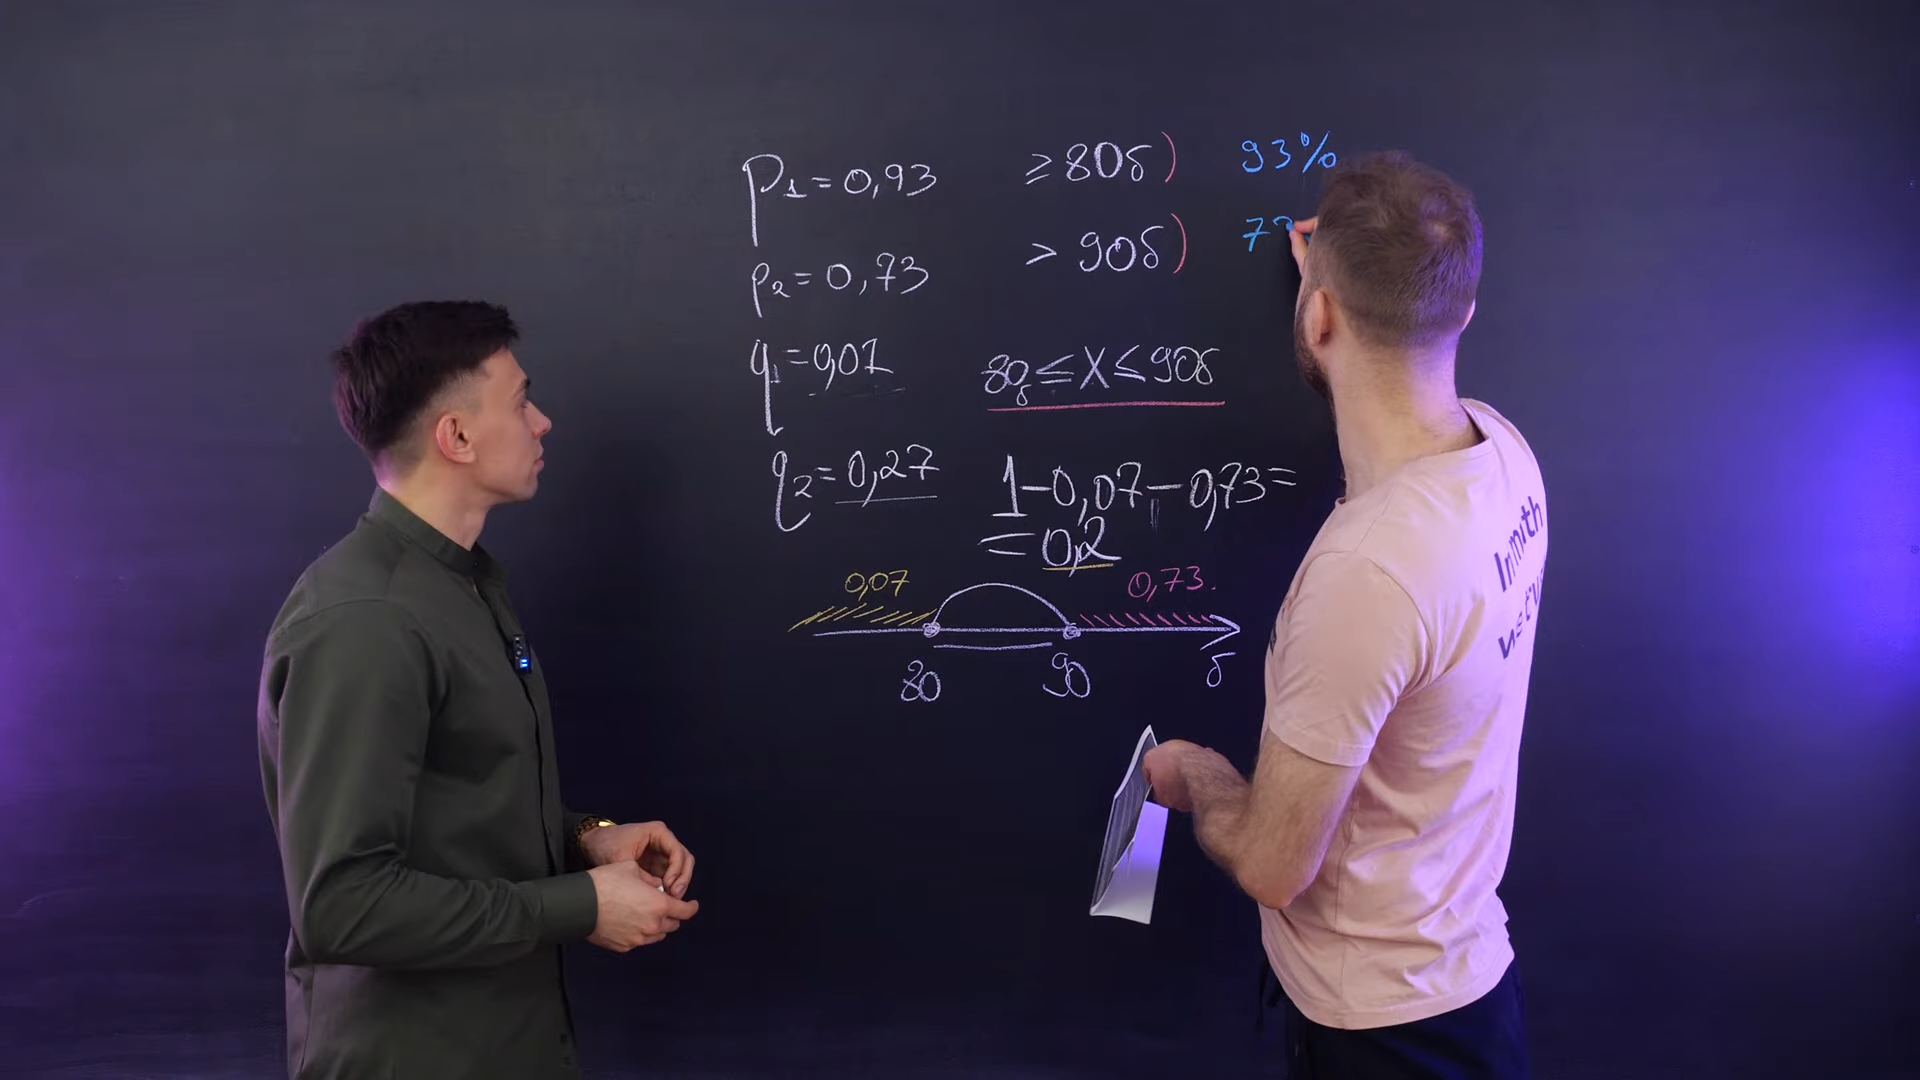 p₁ = 0,93 ≥ 80б) 93%
p₂ = 0,73 > 90б) 7
q₁ = 0,07 80б ≤ X ≤ 90б
q₂ = 0,27 1 - 0,07 - 0,73 =
= 0,2
0,07 0,73.
80 90 б